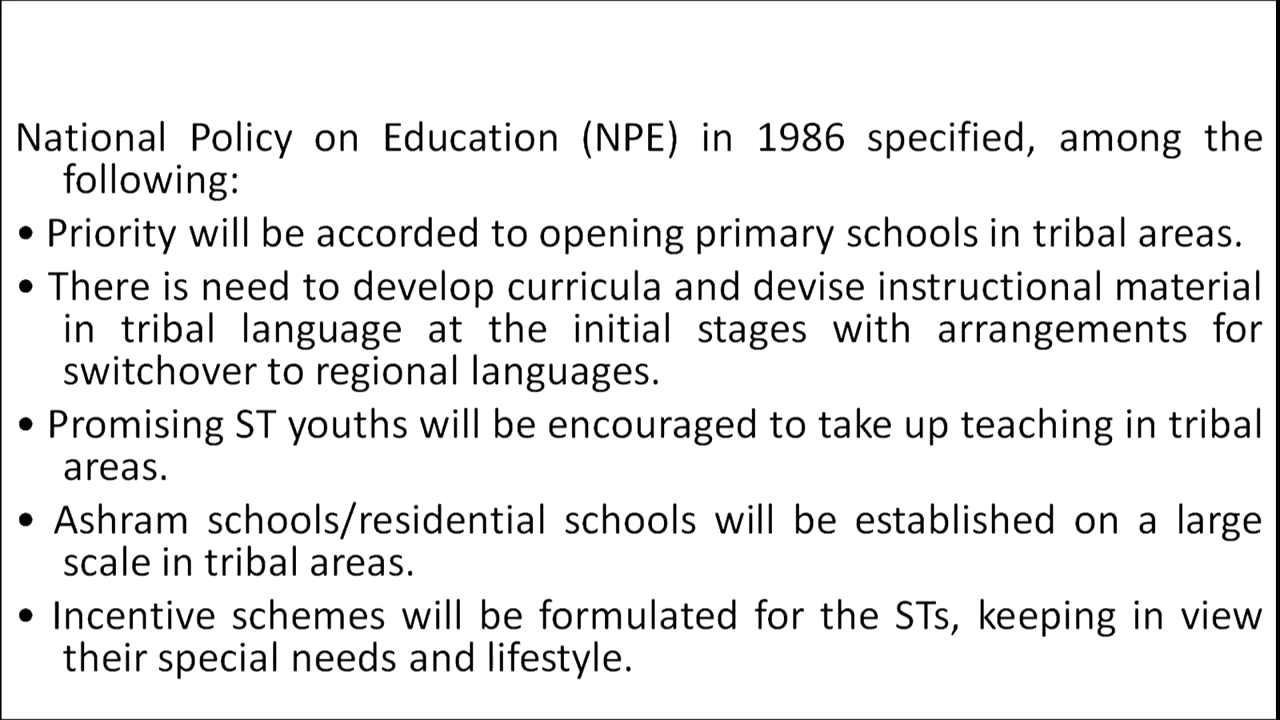 National Policy on Education (NPE) in 1986 specified, among the
following:
• Priority will be accorded to opening primary schools in tribal areas.
• There is need to develop curricula and devise instructional material
in tribal language at the initial stages with arrangements for
switchover to regional languages.
• Promising ST youths will be encouraged to take up teaching in tribal
areas.
• Ashram schools/residential schools will be established on a large
scale in tribal areas.
• Incentive schemes will be formulated for the STs, keeping in view
their special needs and lifestyle.